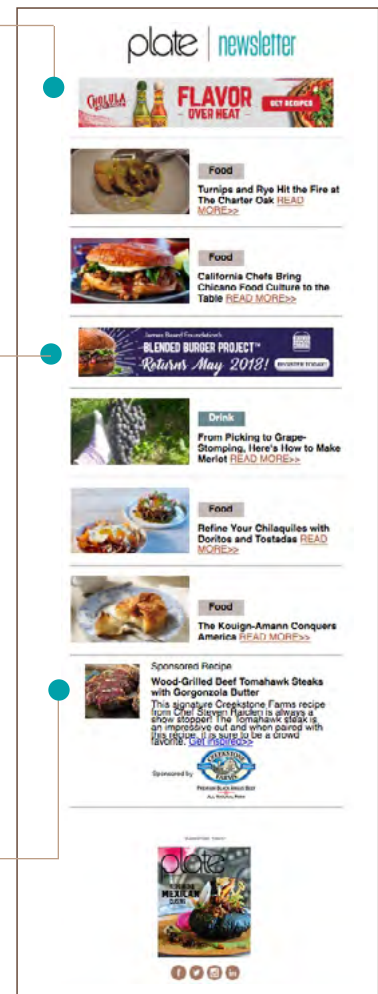 plate | newsletter
CHOLULA
FLAVOR
OVER HEAT
GET RECIPES
Food
Turnips and Rye Hit the Fire at
The Charter Oak READ
MORE>>
Food
California Chefs Bring
Chicano Food Culture to the
Table READ MORE>>
James Beard Foundation's
BLENDED BURGER PROJECT™
Returns May 2018!
REGISTER TODAY!
Drink
From Picking to Grape-
Stomping, Here's How to Make
Merlot READ MORE>>
Food
Refine Your Chilaquiles with
Doritos and Tostadas READ
MORE>>
Food
The Kouign-Amann Conquers
America READ MORE>>
Sponsored Recipe
Wood-Grilled Beef Tomahawk Steaks
with Gorgonzola Butter
This signature Creekstone Farms recipe
from Chef Steven Raiden is always a
show stopper! The Tomahawk steak is
an impressive cut and when paired with
this recipe, it is sure to be a crowd
favorite. Get inspired>>
Sponsored by
CREEKSTONE
FARMS
PREMIUM BLACK ANGUS BEEF
ALL NATURAL PORK
plate
MEXICAN